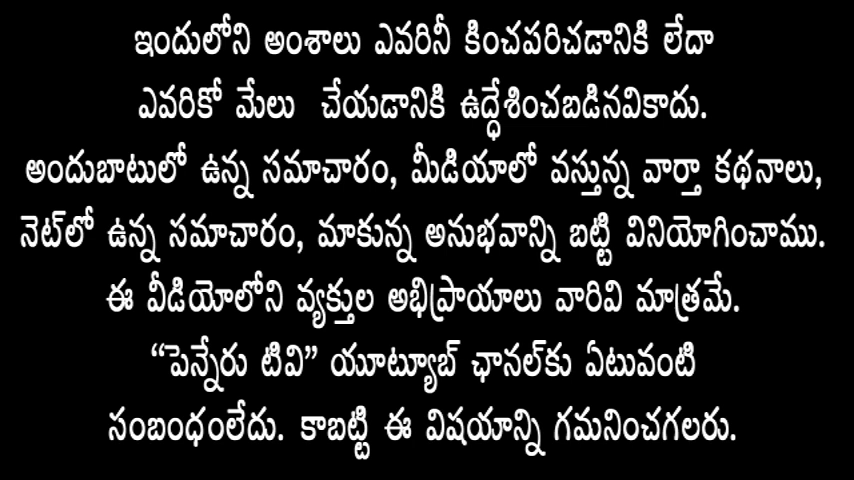 ఇందులోని అంశాలు ఎవరినీ కించపరిచడానికి లేదా
ఎవరికో మేలు చేయడానికి ఉద్ధేశించబడినవికాదు.
అందుబాటులో ఉన్న సమాచారం, మీడియాలో వస్తున్న వార్తా కథనాలు,
నెట్‌లో ఉన్న సమాచారం, మాకున్న అనుభవాన్ని బట్టి వినియోగించాము.
ఈ వీడియోలోని వ్యక్తుల అభిప్రాయాలు వారివి మాత్రమే.
“పెన్నేరు టివి” యూట్యూబ్ ఛానల్‌కు ఏటువంటి
సంబంధంలేదు. కాబట్టి ఈ విషయాన్ని గమనించగలరు.